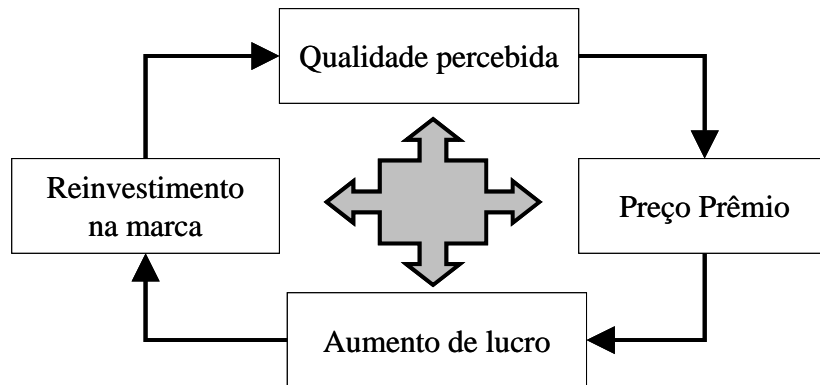 Qualidade percebida
Reinvestimento
na marca
Preço Prêmio
Aumento de lucro